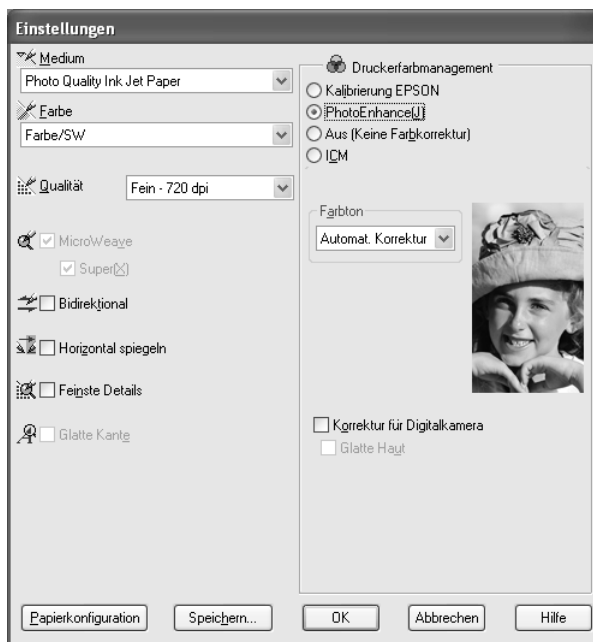 Einstellungen
Medium
Photo Quality Ink Jet Paper
Farbe
Farbe/SW
Qualität
Fein - 720 dpi
MicroWeave
Super(X)
Bidirektional
Horizontal spiegeln
Feinste Details
Glatte Kante
Druckerfarbmanagement
Kalibrierung EPSON
PhotoEnhance(J)
Aus (Keine Farbkorrektur)
ICM
Farbton
Automat. Korrektur
Korrektur für Digitalkamera
Glatte Haut
Papierkonfiguration
Speichern...
OK
Abbrechen
Hilfe